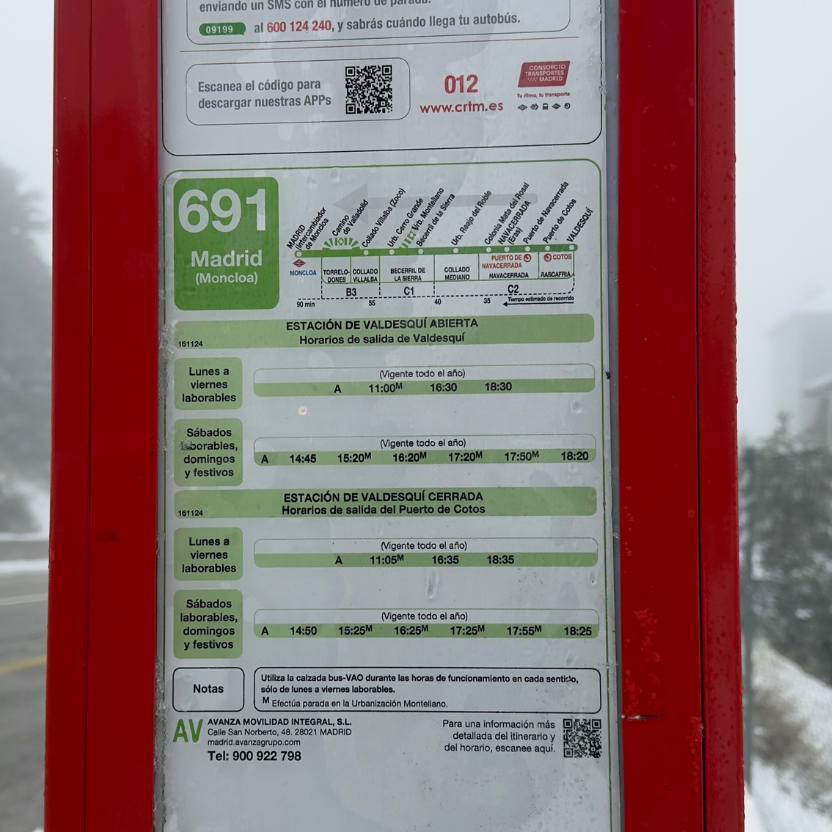 enviando un SMS con el número de parada.
09199 al 600 124 240, y sabrás cuándo llega tu autobús.
Escanea el código para
descargar nuestras APPs
012
www.crtm.es
CONSORCIO
TRANSPORTES
MADRID
Tu ritmo, tu transporte
691
Madrid
(Moncloa)
MADRID
(Intercambiador
de Moncloa)
Camino
de Valladolid
Collado Villalba (Zoco)
Urb. Cerro Grande
Urb. Montellano
Becerril de la Sierra
Urb. Reajo del Roble
Colonia Mata del Rosal
NAVACERRADA
(Eras)
Puerto de Navacerrada
Puerto de Cotos
VALDESQUÍ
MONCLOA
TORRELO-
DONES
COLLADO
VILLALBA
BECERRIL DE
LA SIERRA
COLLADO
MEDIANO
PUERTO DE
NAVACERRADA
NAVACERRADA
COTOS
RASCAFRÍA
B3 C1 C2
90 min 55 40 35 Tiempo estimado de recorrido
ESTACIÓN DE VALDESQUÍ ABIERTA
161124 Horarios de salida de Valdesquí
Lunes a
viernes
laborables
(Vigente todo el año)
A 11:00M 16:30 18:30
Sábados
laborables,
domingos
y festivos
(Vigente todo el año)
A 14:45 15:20M 16:20M 17:20M 17:50M 18:20
ESTACIÓN DE VALDESQUÍ CERRADA
161124 Horarios de salida del Puerto de Cotos
Lunes a
viernes
laborables
(Vigente todo el año)
A 11:05M 16:35 18:35
Sábados
laborables,
domingos
y festivos
(Vigente todo el año)
A 14:50 15:25M 16:25M 17:25M 17:55M 18:25
Notas
Utiliza la calzada bus-VAO durante las horas de funcionamiento en cada sentido,
sólo de lunes a viernes laborables.
M Efectúa parada en la Urbanización Montellano.
AV
AVANZA MOVILIDAD INTEGRAL, S.L.
Calle San Norberto, 48. 28021 MADRID
madrid.avanzagrupo.com
Tel: 900 922 798
Para una información más
detallada del itinerario y
del horario, escanee aquí.